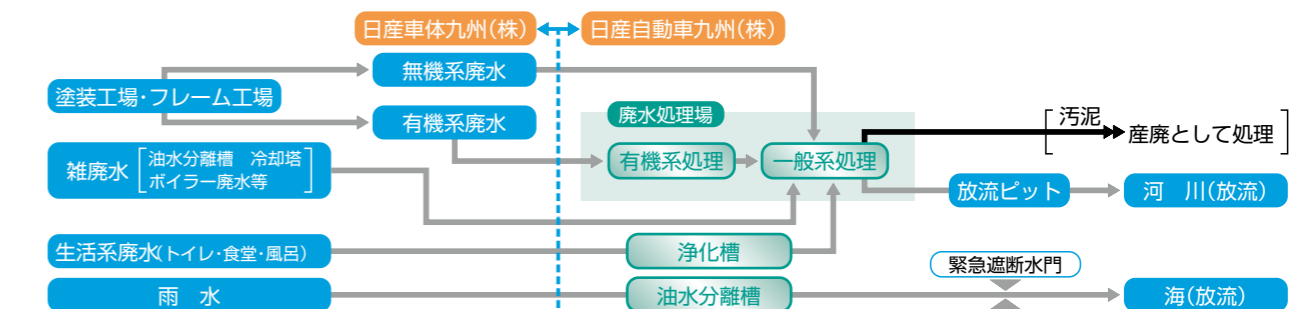 日産車体九州(株)
日産自動車九州(株)
塗装工場・フレーム工場
無機系廃水
有機系廃水
廃水処理場
有機系処理
一般系処理
汚泥
産廃として処理
雑廃水
油水分離槽 冷却塔
ボイラー廃水等
放流ピット
河 川(放流)
生活系廃水(トイレ・食堂・風呂)
浄化槽
緊急遮断水門
雨 水
油水分離槽
海(放流)